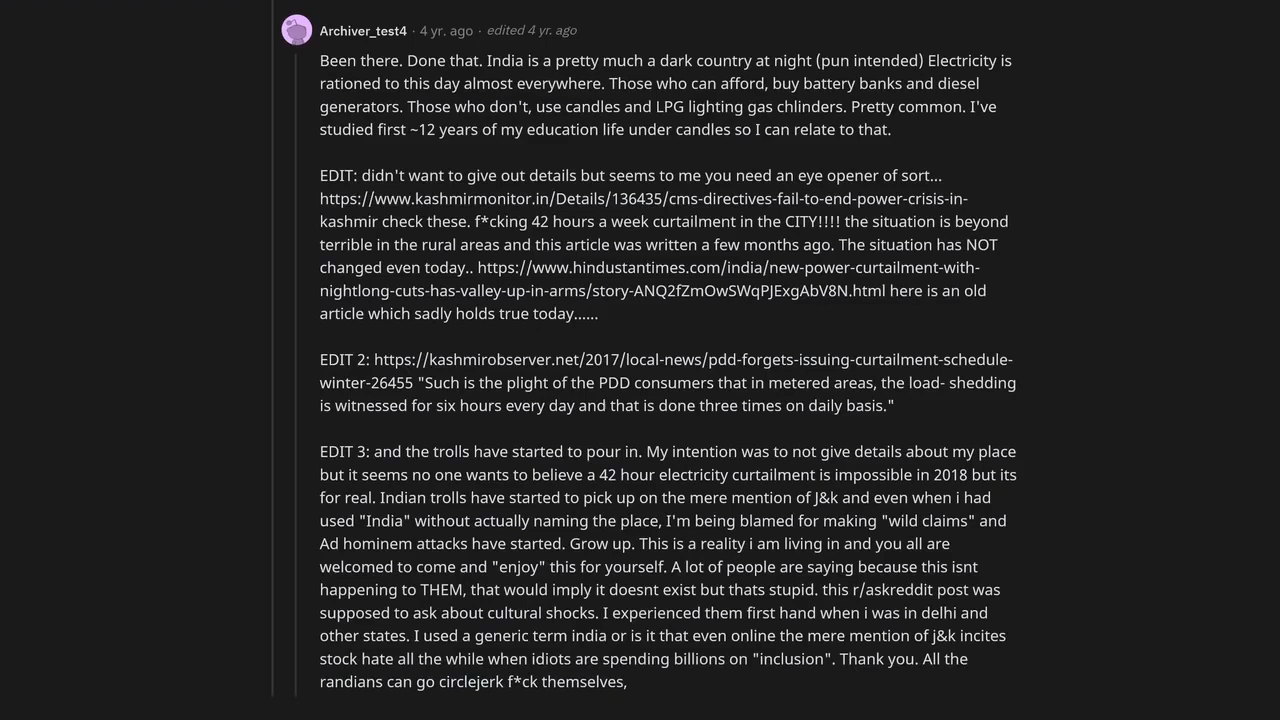 Archiver_test4 · 4 yr. ago · edited 4 yr. ago
Been there. Done that. India is a pretty much a dark country at night (pun intended) Electricity is
rationed to this day almost everywhere. Those who can afford, buy battery banks and diesel
generators. Those who don't, use candles and LPG lighting gas chlinders. Pretty common. I've
studied first ~12 years of my education life under candles so I can relate to that.
EDIT: didn't want to give out details but seems to me you need an eye opener of sort...
https://www.kashmirmonitor.in/Details/136435/cms-directives-fail-to-end-power-crisis-in-
kashmir check these. f*cking 42 hours a week curtailment in the CITY!!!! the situation is beyond
terrible in the rural areas and this article was written a few months ago. The situation has NOT
changed even today.. https://www.hindustantimes.com/india/new-power-curtailment-with-
nightlong-cuts-has-valley-up-in-arms/story-ANQ2fZmOwSWqPJExgAbV8N.html here is an old
article which sadly holds true today......
EDIT 2: https://kashmirobserver.net/2017/local-news/pdd-forgets-issuing-curtailment-schedule-
winter-26455 "Such is the plight of the PDD consumers that in metered areas, the load- shedding
is witnessed for six hours every day and that is done three times on daily basis."
EDIT 3: and the trolls have started to pour in. My intention was to not give details about my place
but it seems no one wants to believe a 42 hour electricity curtailment is impossible in 2018 but its
for real. Indian trolls have started to pick up on the mere mention of J&k and even when i had
used "India" without actually naming the place, I'm being blamed for making "wild claims" and
Ad hominem attacks have started. Grow up. This is a reality i am living in and you all are
welcomed to come and "enjoy" this for yourself. A lot of people are saying because this isnt
happening to THEM, that would imply it doesnt exist but thats stupid. this r/askreddit post was
supposed to ask about cultural shocks. I experienced them first hand when i was in delhi and
other states. I used a generic term india or is it that even online the mere mention of j&k incites
stock hate all the while when idiots are spending billions on "inclusion". Thank you. All the
randians can go circlejerk f*ck themselves,